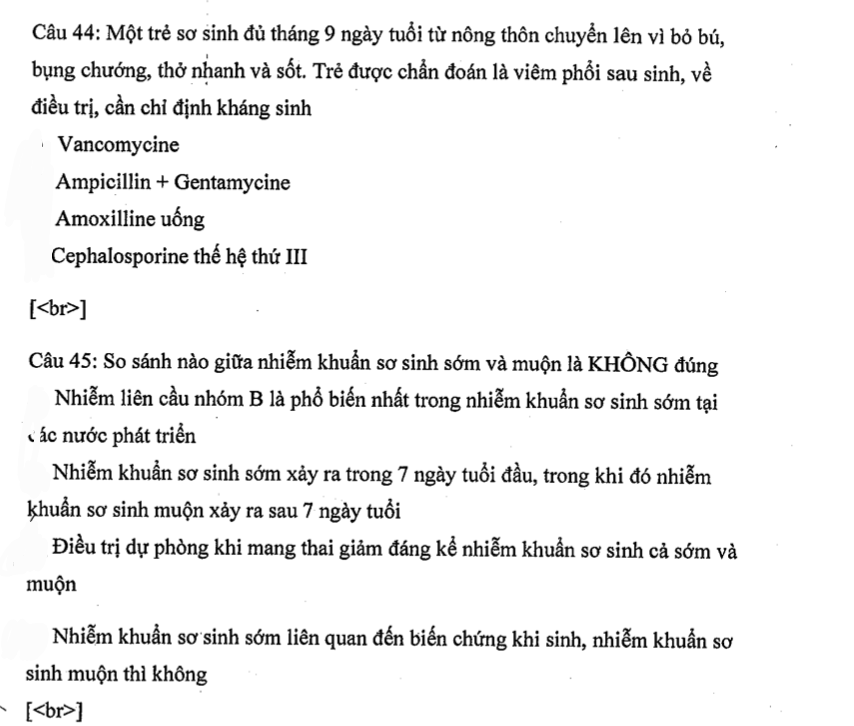 Câu 44: Một trẻ sơ sinh đủ tháng 9 ngày tuổi từ nông thôn chuyển lên vì bỏ bú,
bụng chướng, thở nhanh và sốt. Trẻ được chẩn đoán là viêm phổi sau sinh, về
điều trị, cần chỉ định kháng sinh
Vancomycine
Ampicillin + Gentamycine
Amoxilline uống
Cephalosporine thế hệ thứ III
[<br>]
Câu 45: So sánh nào giữa nhiễm khuẩn sơ sinh sớm và muộn là KHÔNG đúng
Nhiễm liên cầu nhóm B là phổ biến nhất trong nhiễm khuẩn sơ sinh sớm tại
ác nước phát triển
Nhiễm khuẩn sơ sinh sớm xảy ra trong 7 ngày tuổi đầu, trong khi đó nhiễm
khuẩn sơ sinh muộn xảy ra sau 7 ngày tuổi
Điều trị dự phòng khi mang thai giảm đáng kể nhiễm khuẩn sơ sinh cả sớm và
muộn
Nhiễm khuẩn sơ sinh sớm liên quan đến biến chứng khi sinh, nhiễm khuẩn sơ
sinh muộn thì không
[<br>]